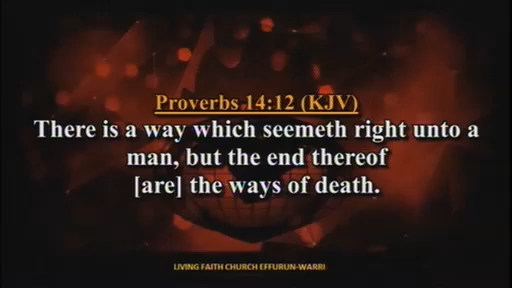 Proverbs 14:12 (KJV)
There is a way which seemeth right unto a
man, but the end thereof
[are] the ways of death.
LIVING FAITH CHURCH EFFURUN-WARRI